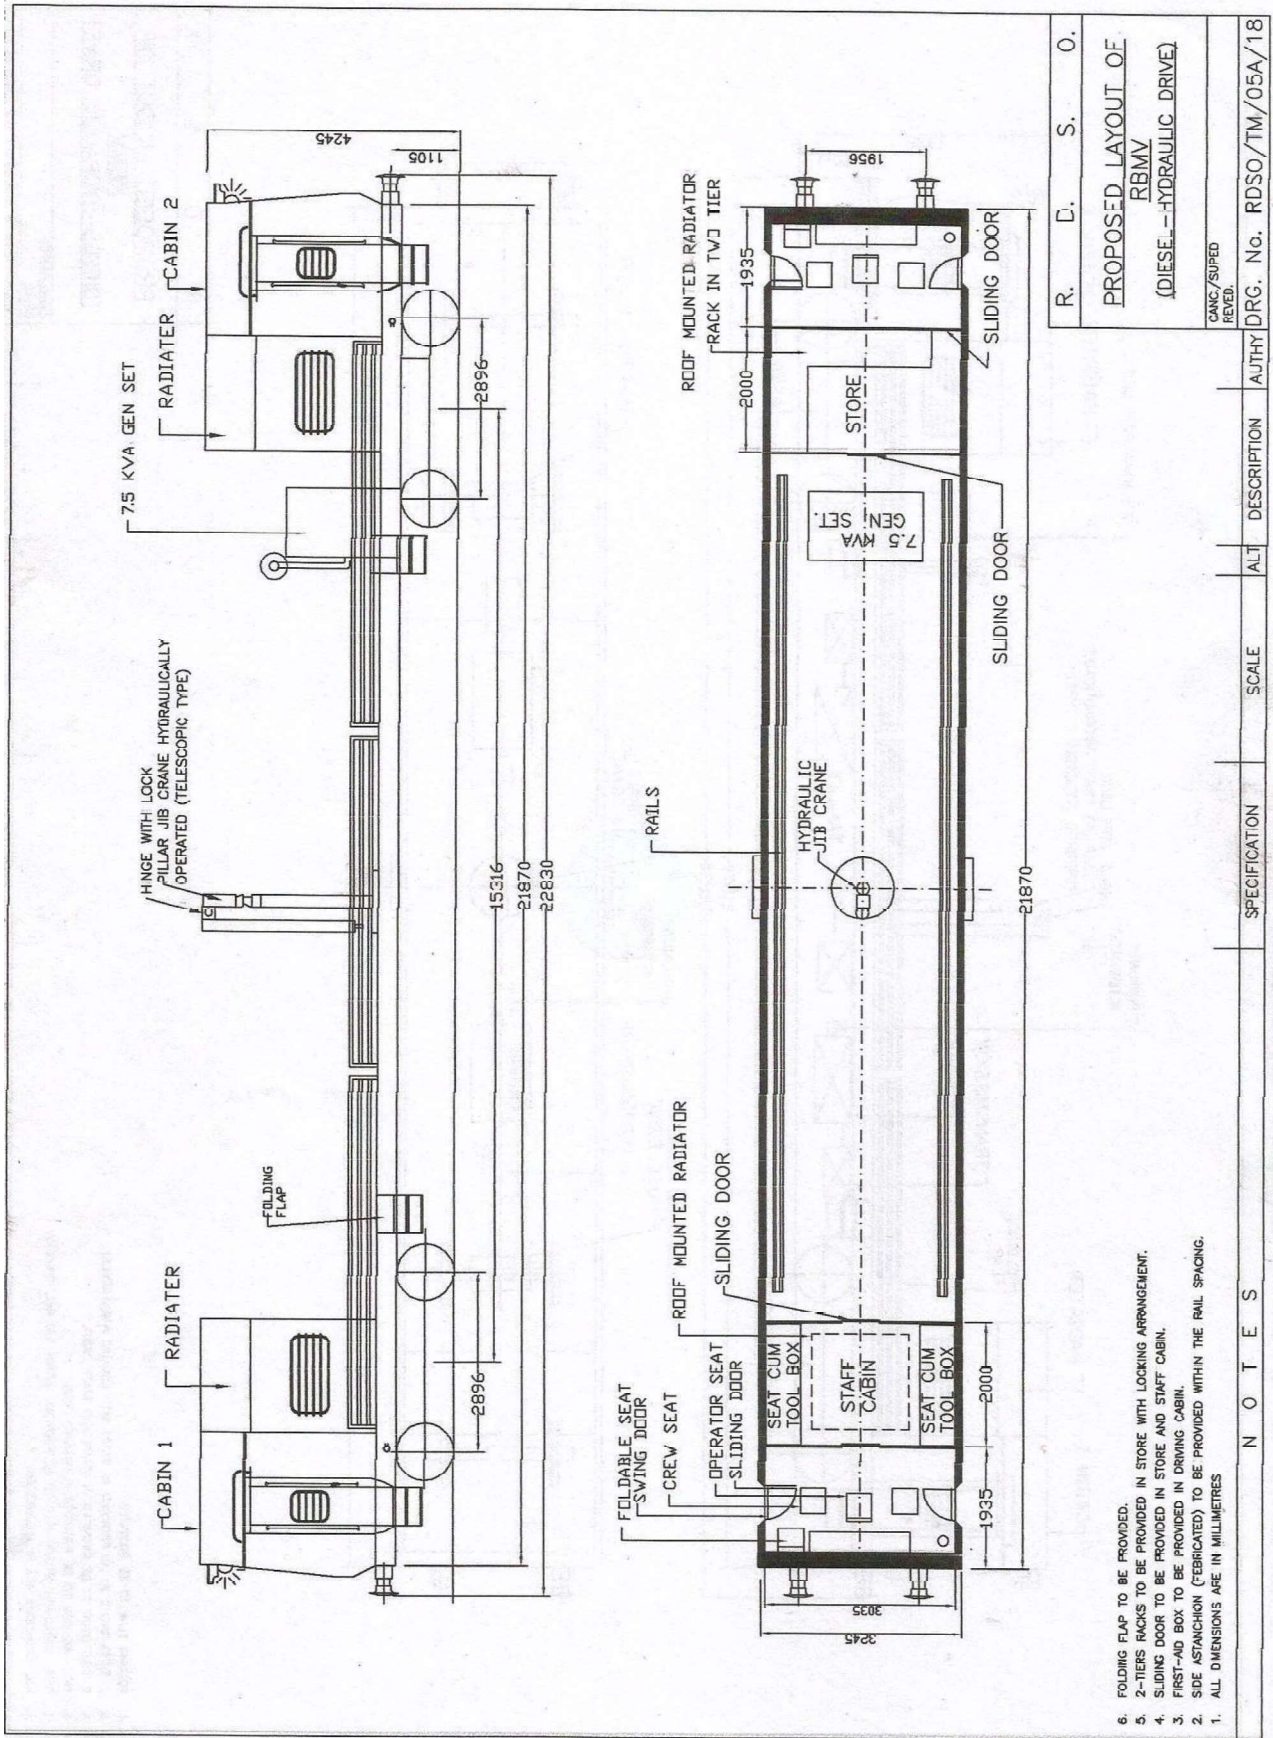 CABIN 1
RADIATER
FOLDING
FLAP
HINGE WITH LOCK
PILLAR JIB CRANE HYDRAULICALLY
OPERATED (TELESCOPIC TYPE)
7.5 KVA GEN SET
RADIATER
CABIN 2
4245
1105
2896
2896
15316
21870
22830
FOLDABLE SEAT
SWING DOOR
CREW SEAT
OPERATOR SEAT
SLIDING DOOR
ROOF MOUNTED RADIATOR
SLIDING DOOR
RAILS
HYDRAULIC
JIB CRANE
ROOF MOUNTED RADIATOR
RACK IN TWO TIER
SEAT CUM
TOOL BOX
STAFF
CABIN
SEAT CUM
TOOL BOX
7.5 KVA
GEN SET.
STORE
2000
1935
1956
3035
3245
1935
2000
SLIDING DOOR
SLIDING DOOR
21870
6. FOLDING FLAP TO BE PROVIDED.
5. 2-TIERS RACKS TO BE PROVIDED IN STORE WITH LOCKING ARRANGEMENT.
4. SLIDING DOOR TO BE PROVIDED IN STORE AND STAFF CABIN.
3. FIRST-AID BOX TO BE PROVIDED IN DRIVING CABIN.
2. SIDE ASTANCHION (FEBRICATED) TO BE PROVIDED WITHIN THE RAIL SPACING.
1. ALL DIMENSIONS ARE IN MILLIMETRES
N O T E S
SPECIFICATION
SCALE
ALT
DESCRIPTION
AUTHY
R. D. S. O.
PROPOSED LAYOUT OF
RBMV
(DIESEL-HYDRAULIC DRIVE)
CANC./SUPED
REVED.
DRG. No. RDSO/TM/05A/18